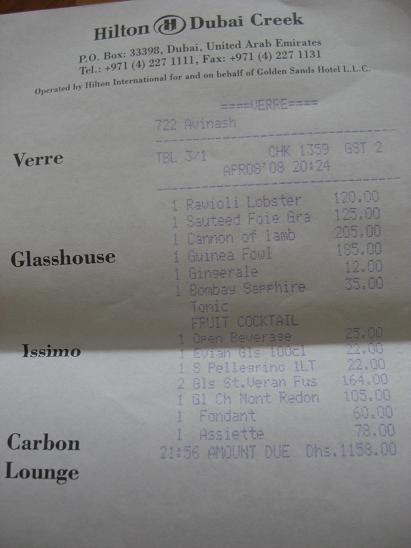 Hilton H Dubai Creek
P.O. Box: 33398, Dubai, United Arab Emirates
Tel.: +971 (4) 227 1111, Fax: +971 (4) 227 1131
Operated by Hilton International for and on behalf of Golden Sands Hotel L.L.C.
====VERRE====
722 Avinash
Verre
TBL 3/1 CHK 1359 GST 2
APR08'08 20:24
1 Ravioli Lobster 120.00
1 Sauteed Foie Gra 125.00
1 Cannon of lamb 205.00
Glasshouse
1 Guinea Fowl 185.00
1 Gingerale 12.00
1 Bombay Sapphire 35.00
Tonic
FRUIT COCKTAIL
Issimo
1 Open Beverage 25.00
1 Evian Gls 100cl 22.00
1 S Pellegrino 1LT 22.00
2 Gls St.Veran Fus 164.00
1 Gl Ch Mont Redon 105.00
1 Fondant 60.00
1 Assiette 78.00
Carbon
Lounge
21:56 AMOUNT DUE Dhs.1158.00